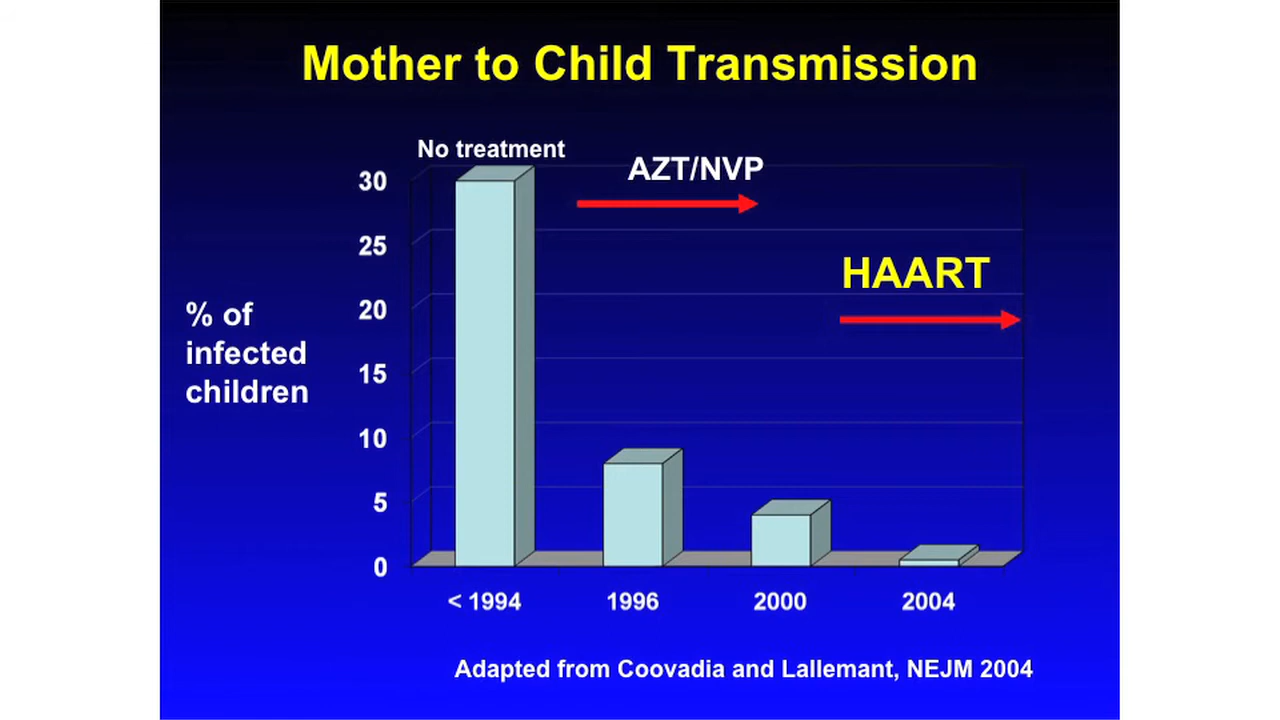 Mother to Child Transmission
No treatment
AZT/NVP
HAART
% of
infected
children
30
25
20
15
10
5
0
< 1994
1996
2000
2004
Adapted from Coovadia and Lallemant, NEJM 2004